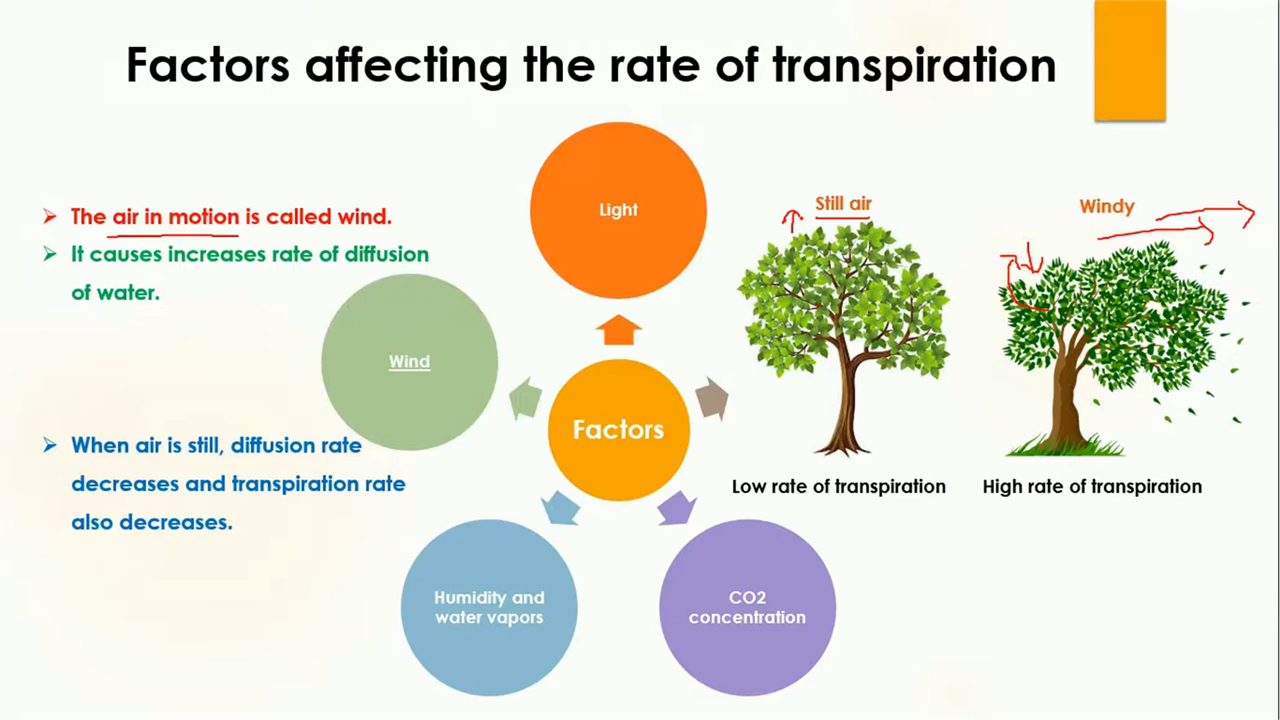 Factors affecting the rate of transpiration
➢ The air in motion is called wind.
➢ It causes increases rate of diffusion
of water.
➢ When air is still, diffusion rate
decreases and transpiration rate
also decreases.
Light
Wind
Factors
Humidity and
water vapors
CO2
concentration
Still air
Windy
Low rate of transpiration
High rate of transpiration